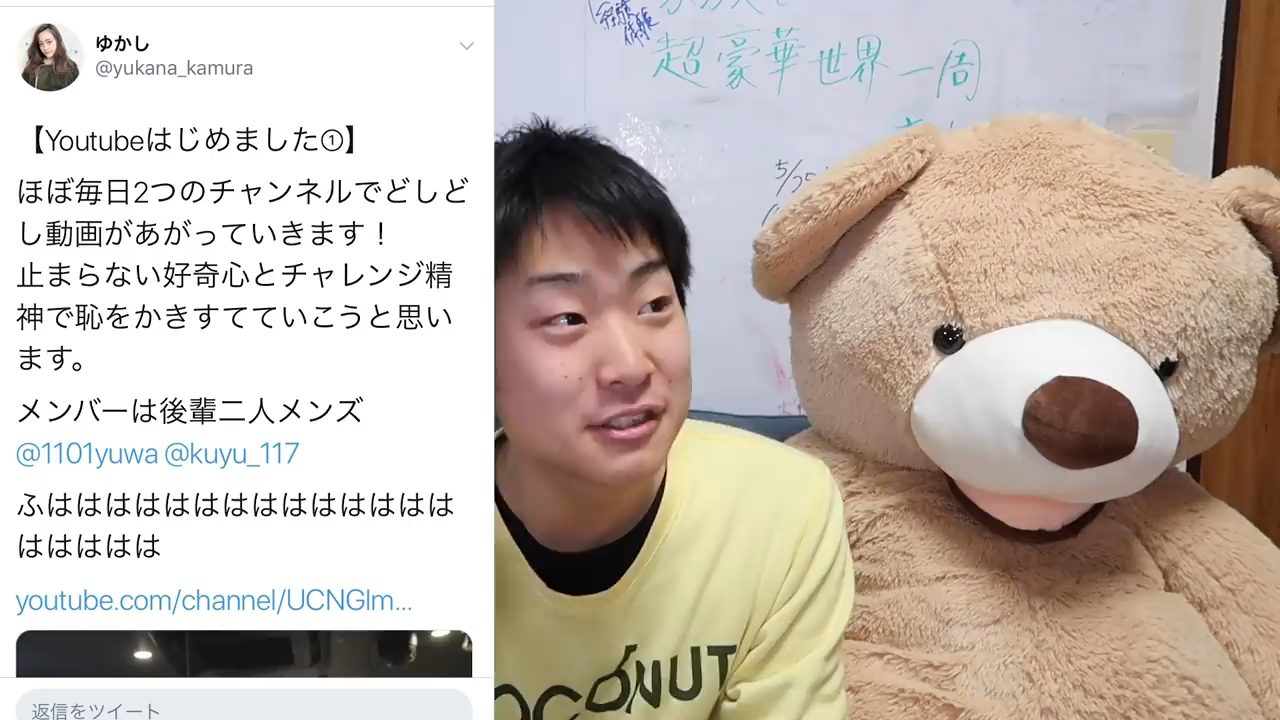 ゆかし
@yukana_kamura
【Youtubeはじめました①】
ほぼ毎日2つのチャンネルでどしど
し動画があがっていきます！
止まらない好奇心とチャレンジ精
神で恥をかきすてていこうと思い
ます。
メンバーは後輩二人メンズ
@1101yuwa @kuyu_117
ふはははははははははははははは
ははははは
youtube.com/channel/UCNGlm...
返信をツイート
超豪華世界一周
5/25
COCONUT